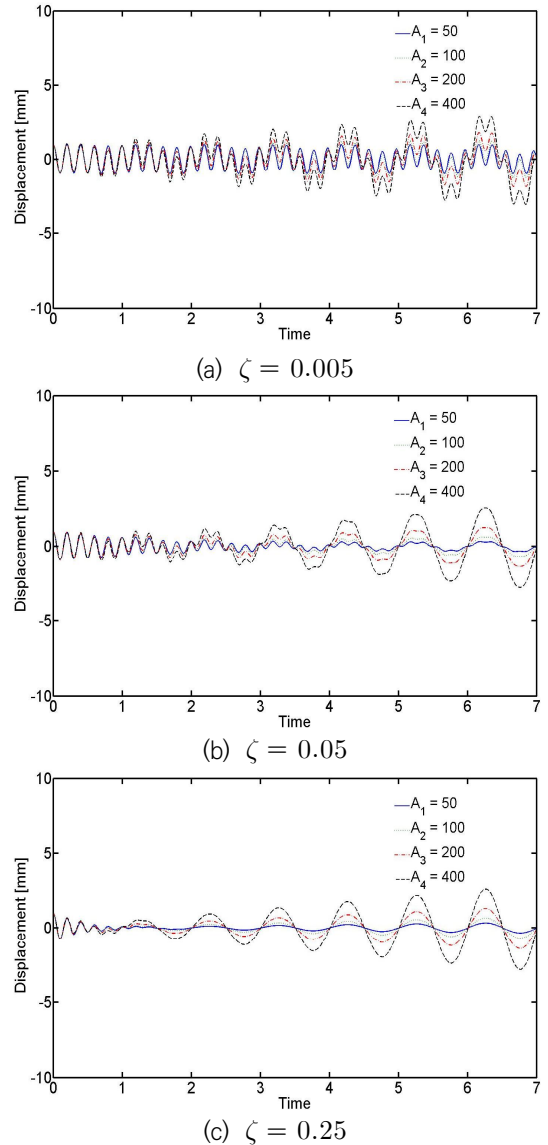 10
5
0
-5
-10
Displacement [mm]
A₁ = 50
A₂ = 100
A₃ = 200
A₄ = 400
0 1 2 3 4 5 6 7
Time
(a) ζ = 0.005
10
5
0
-5
-10
Displacement [mm]
A₁ = 50
A₂ = 100
A₃ = 200
A₄ = 400
0 1 2 3 4 5 6 7
Time
(b) ζ = 0.05
10
5
0
-5
-10
Displacement [mm]
A₁ = 50
A₂ = 100
A₃ = 200
A₄ = 400
0 1 2 3 4 5 6 7
Time
(c) ζ = 0.25